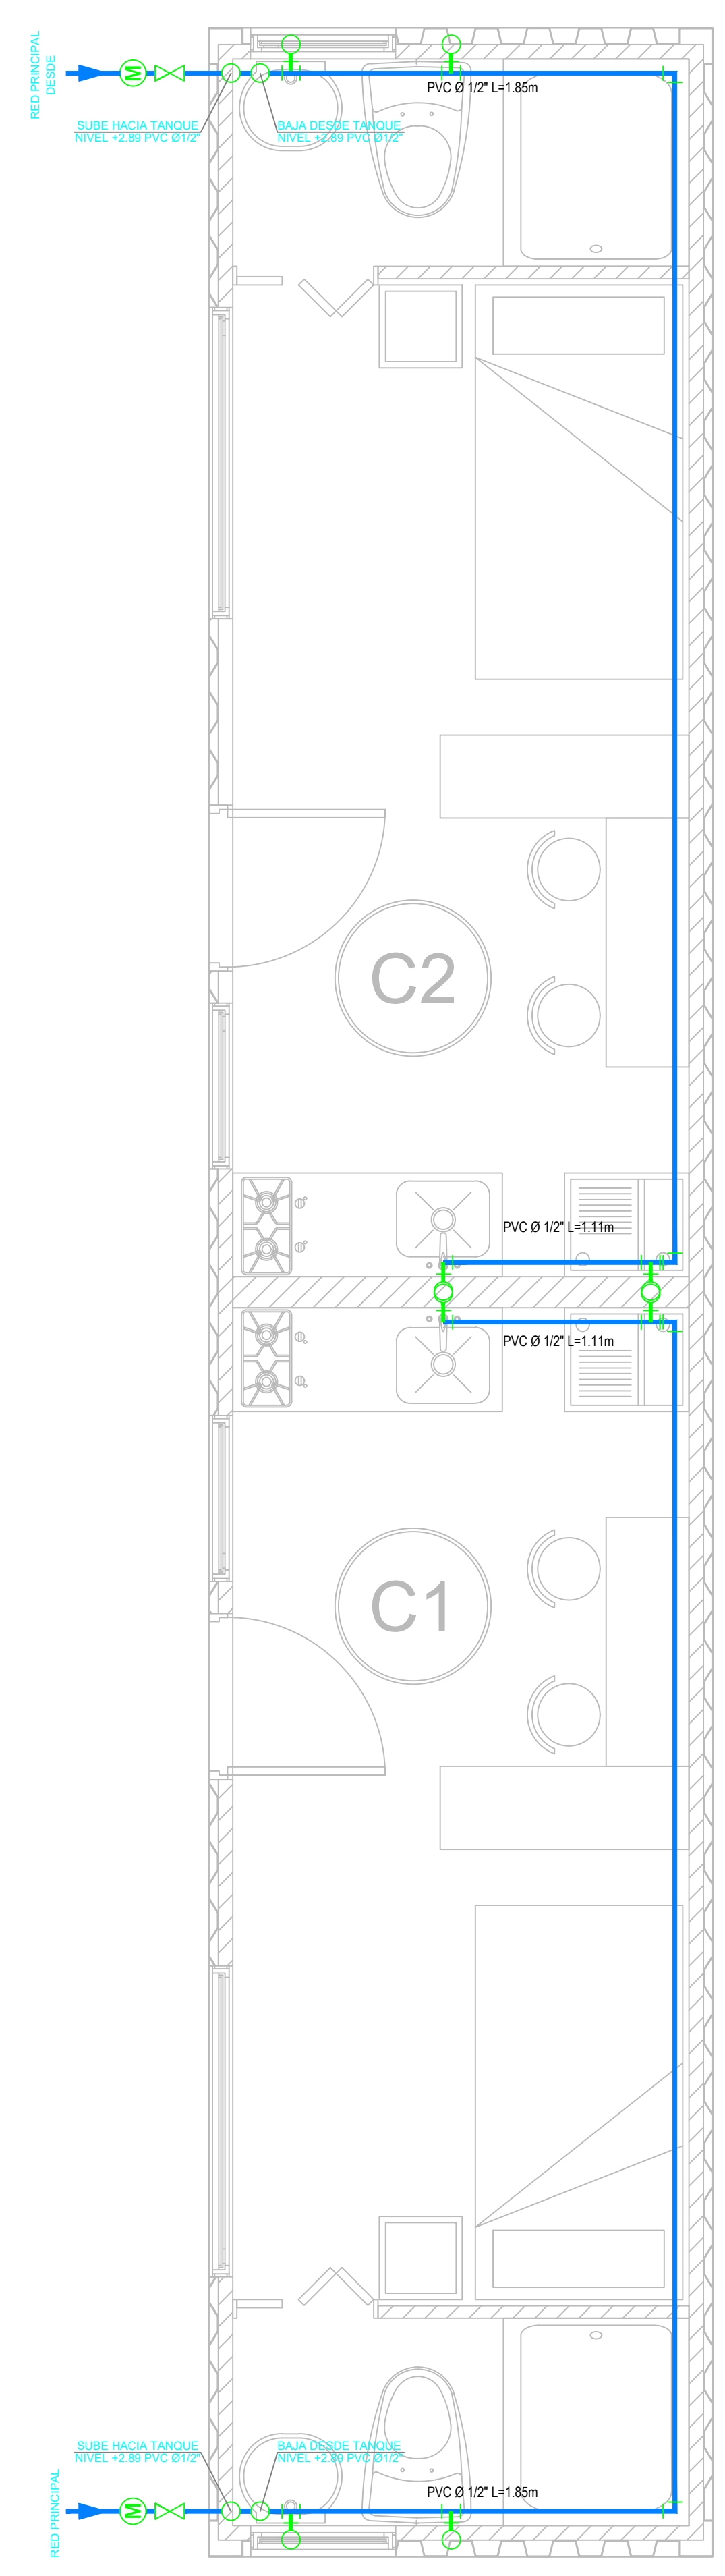 RED PRINCIPAL
DESDE
M
PVC Ø 1/2" L=1.85m
SUBE HACIA TANQUE
NIVEL +2.89 PVC Ø1/2"
BAJA DESDE TANQUE
NIVEL +2.89 PVC Ø1/2"
C2
PVC Ø 1/2" L=1.11m
PVC Ø 1/2" L=1.11m
C1
SUBE HACIA TANQUE
NIVEL +2.89 PVC Ø1/2"
BAJA DESDE TANQUE
NIVEL +2.89 PVC Ø1/2"
PVC Ø 1/2" L=1.85m
RED PRINCIPAL
M